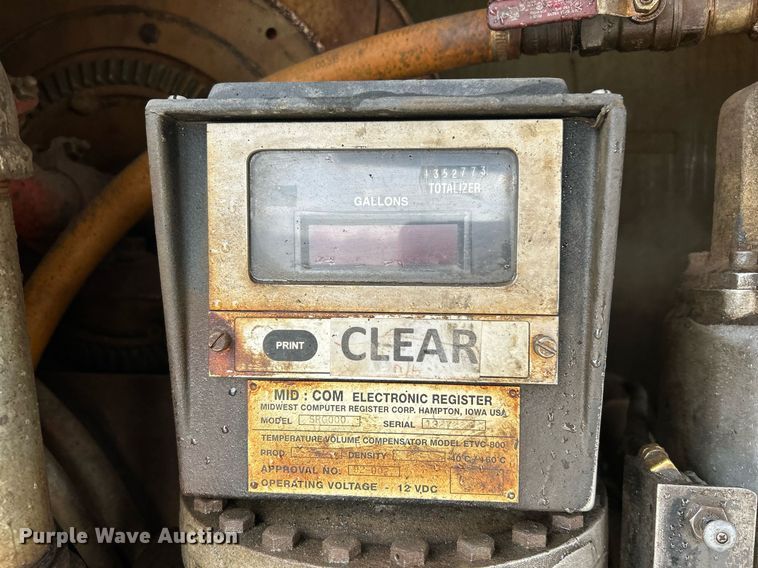 1352773
TOTALIZER
GALLONS
PRINT
CLEAR
MID : COM ELECTRONIC REGISTER
MIDWEST COMPUTER REGISTER CORP. HAMPTON, IOWA USA
MODEL SRG000 SERIAL
TEMPERATURE VOLUME COMPENSATOR MODEL ETVC-800
PROD DENSITY
APPROVAL NO.
OPERATING VOLTAGE - 12 VDC
Purple Wave Auction